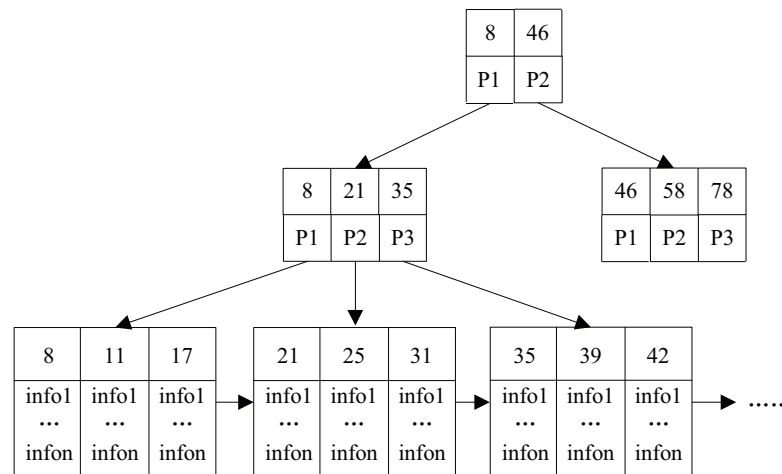 8 46
P1 P2
8 21 35
P1 P2 P3
46 58 78
P1 P2 P3
8 11 17
info1 info1 info1
... ... ...
infon infon infon
21 25 31
info1 info1 info1
... ... ...
infon infon infon
35 39 42
info1 info1 info1
... ... ...
infon infon infon
.....